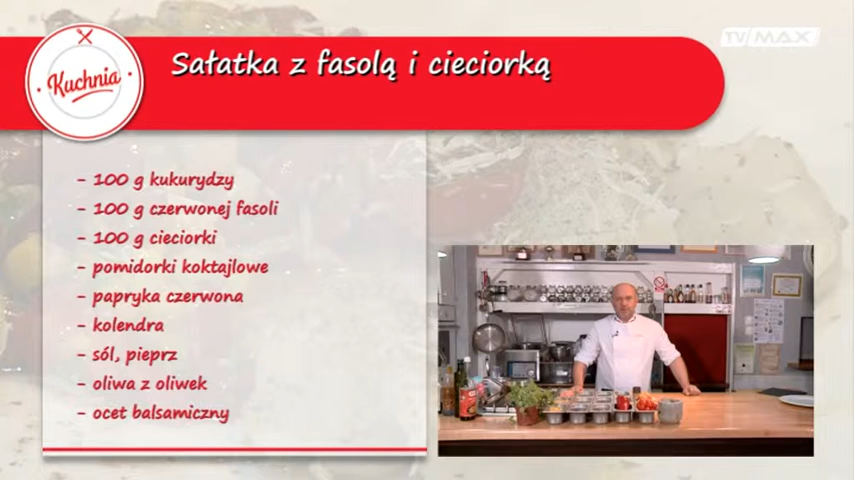 TV MAX
Sałatka z fasolą i cieciorką
Kuchnia
- 100 g kukurydzy
- 100 g czerwonej fasoli
- 100 g cieciorki
- pomidorki koktajlowe
- papryka czerwona
- kolendra
- sól, pieprz
- oliwa z oliwek
- ocet balsamiczny